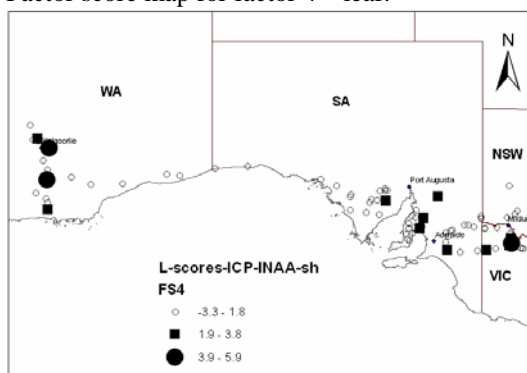 Factor score map for factor 4 – leaf.
N
WA
SA
NSW
Port Augusta
Adelaide
VIC
L-scores-ICP-INAA-sh
FS4
-3.3 - 1.8
1.9 - 3.8
3.9 - 5.9